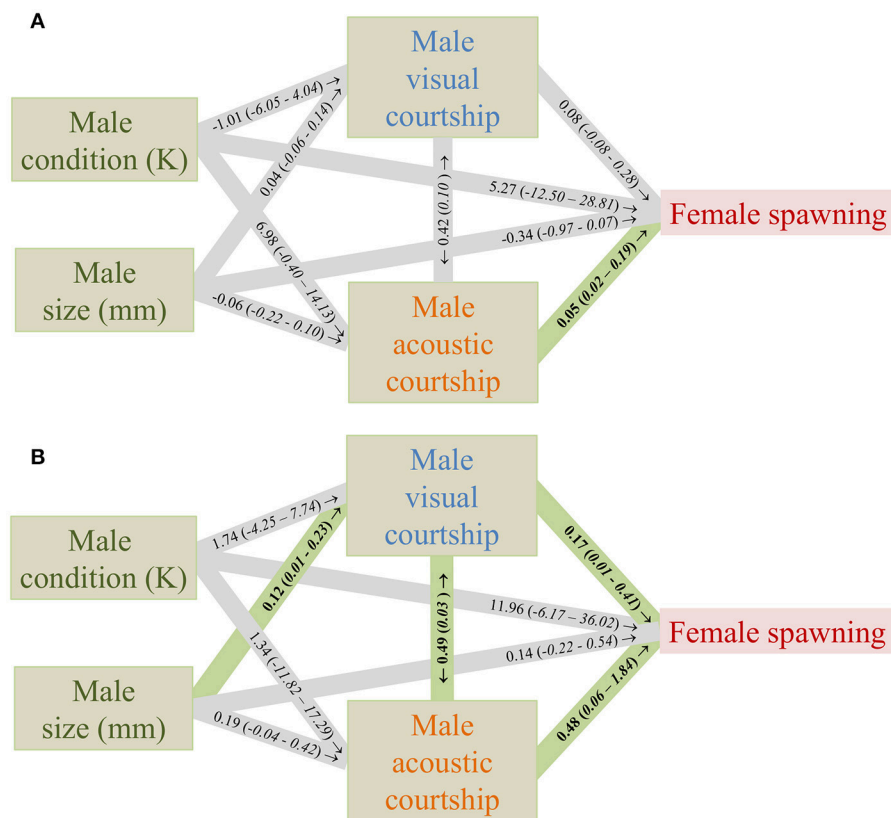 A
Male
visual
courtship
Male
condition (K)
-1.01 (-6.05 - 4.04) →
0.04 (-0.06 - 0.14) →
0.08 (-0.08 - 0.28) →
5.27 (-12.50 – 28.81) →
← 0.42 (0.10 ) →
Female spawning
-0.34 (-0.97 - 0.07) →
6.98 (-0.40 – 14.13) →
Male
size (mm)
-0.06 (-0.22 - 0.10) →
0.05 (0.02 – 0.19) →
Male
acoustic
courtship
B
Male
visual
courtship
Male
condition (K)
1.74 (-4.25 – 7.74) →
0.12 (0.01 - 0.23) →
0.17 (0.01 - 0.41) →
11.96 (-6.17 – 36.02) →
← 0.49 (0.03 ) →
Female spawning
0.14 (-0.22 - 0.54) →
1.34 (-11.82 – 17.29) →
Male
size (mm)
0.19 (-0.04 - 0.42) →
0.48 (0.06 – 1.84) →
Male
acoustic
courtship